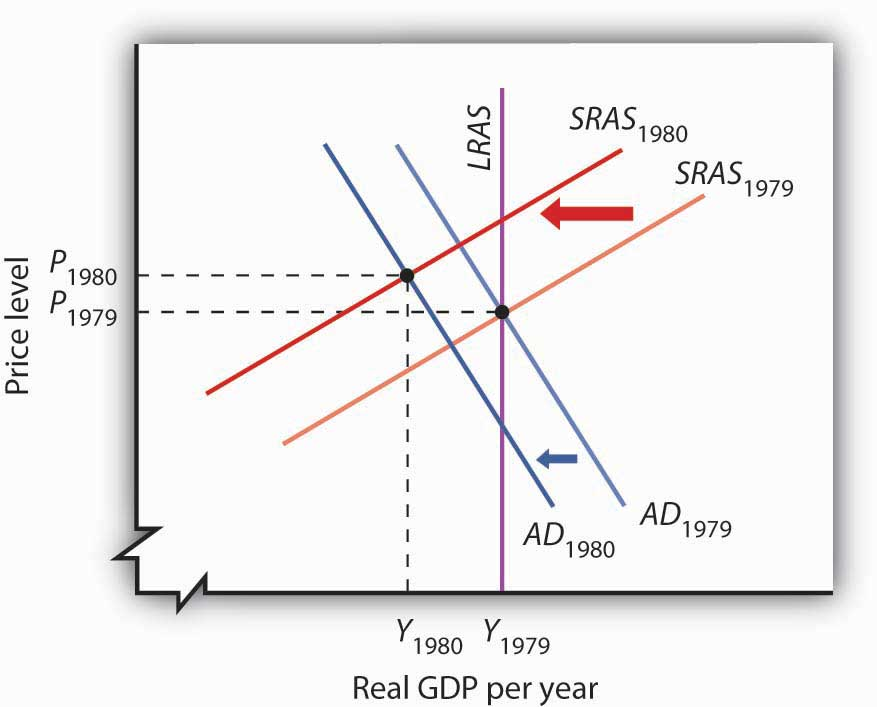 SRAS1980
LRAS
SRAS1979
P1980
P1979
Price level
AD1979
AD1980
Y1980 Y1979
Real GDP per year